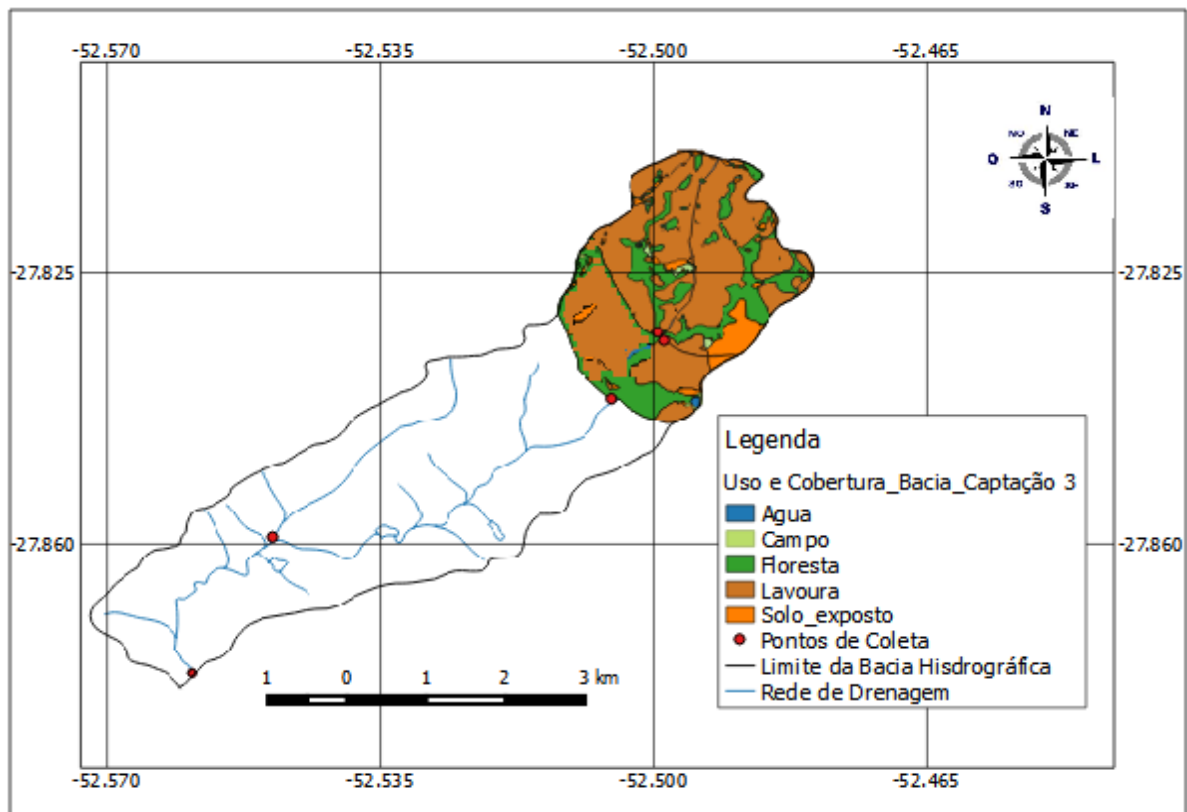 -52.570 -52.535 -52.500 -52.465
N
NO NE
O L
SO SE
S
-27.825 -27.825
Legenda
Uso e Cobertura_Bacia_Captação 3
Agua
Campo
Floresta
-27.860 -27.860
Lavoura
Solo_exposto
Pontos de Coleta
Limite da Bacia Hisdrográfica
Rede de Drenagem
1 0 1 2 3 km
-52.570 -52.535 -52.500 -52.465